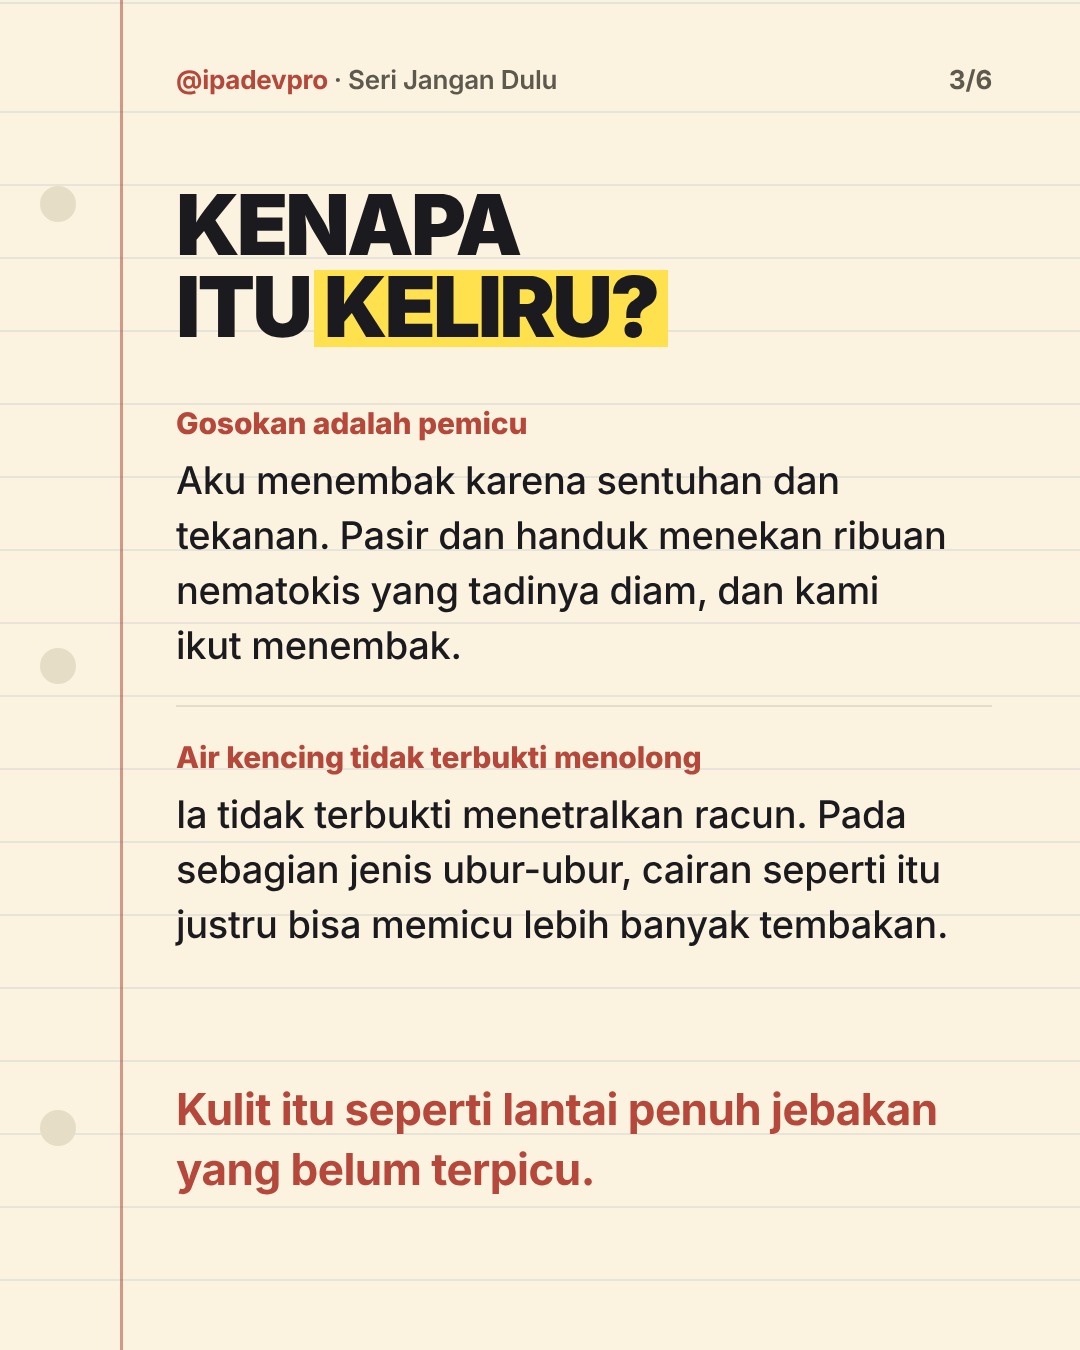 @ipadevpro · Seri Jangan Dulu
3/6
KENAPA
ITU KELIRU?
Gosokan adalah pemicu
Aku menembak karena sentuhan dan
tekanan. Pasir dan handuk menekan ribuan
nematokis yang tadinya diam, dan kami
ikut menembak.
Air kencing tidak terbukti menolong
Ia tidak terbukti menetralkan racun. Pada
sebagian jenis ubur-ubur, cairan seperti itu
justru bisa memicu lebih banyak tembakan.
Kulit itu seperti lantai penuh jebakan
yang belum terpicu.